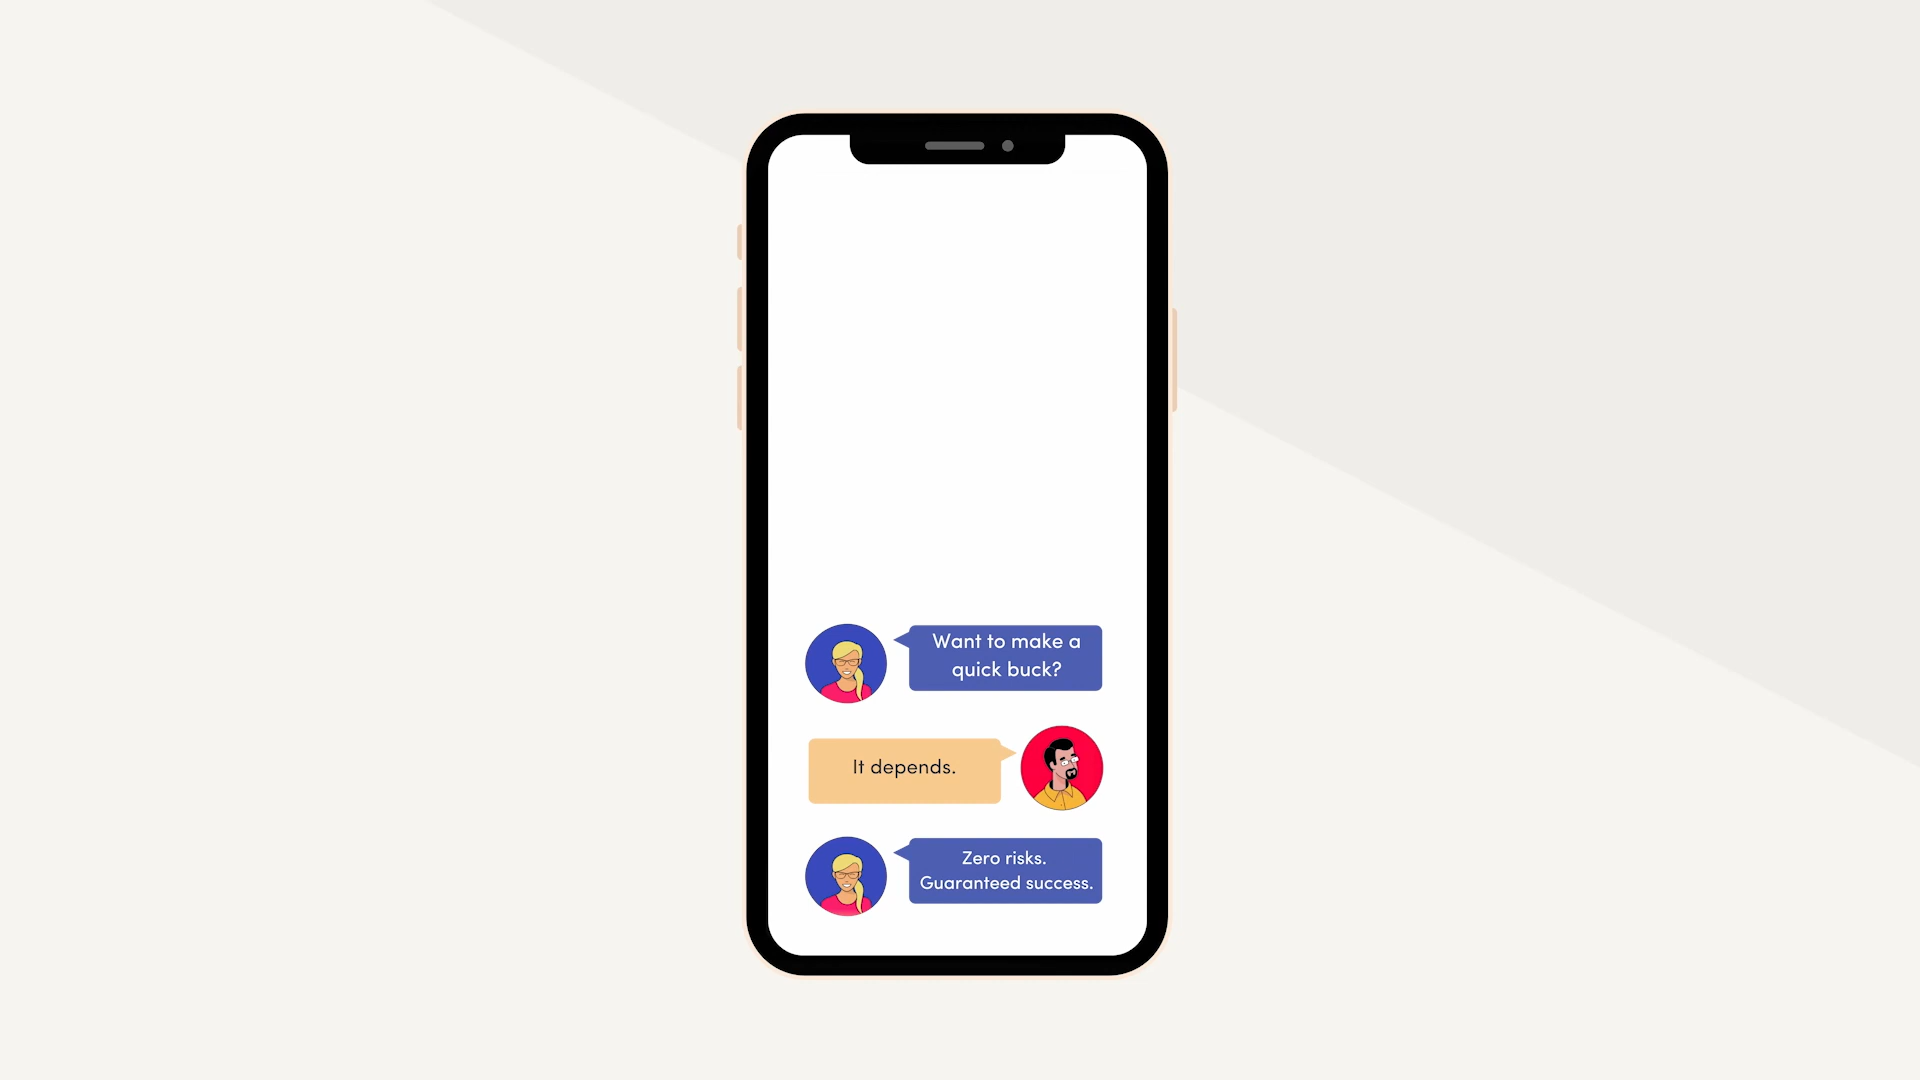 Want to make a
quick buck?
It depends.
Zero risks.
Guaranteed success.